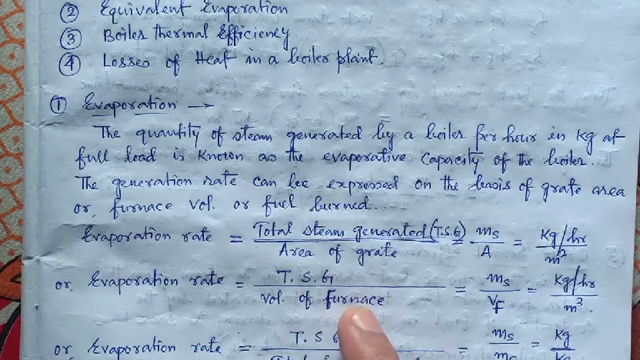 ② Equivalent Evaporation
③ Boiler thermal Efficiency
④ Losses of Heat in a boiler plant.
① Evaporation →
The quantity of steam generated by a boiler per hour in kg at
full load is known as the evaporative capacity of the boiler.
The generation rate can be expressed on the basis of grate area
or, furnace vol. or fuel burned.
Evaporation rate = Total steam generated (T.S.G) / Area of grate = ms / A = Kg/hr / m²
or, Evaporation rate = T.S.G / Vol. of furnace = ms / VF = Kg/hr / m³
or Evaporation rate = T.S / = ms / = Kg /